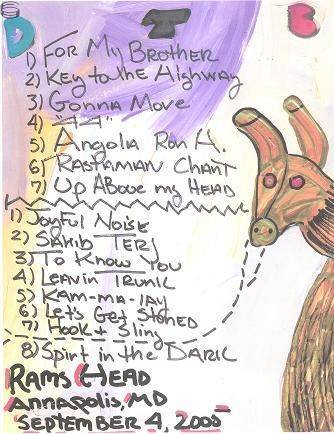 D T B
1) FOR MY BROTHER
2) Key to the Highway
3) GONNA MOVE
4)
5) ANGOLA
6) RASTAMAN CHANT
7) UP ABOVE my HEAD
1) Joyful Noise
2) SAHIB TERI
3) To Know You
4) LEAVIN TRUNK
5) KAM-MA-LAY
6) Let's Get Stoned
7) Hook + Sling
8) Spirt in the DARK
RAMS HEAD
ANNAPOLIS, MD
SEPTEMBER 4, 2005